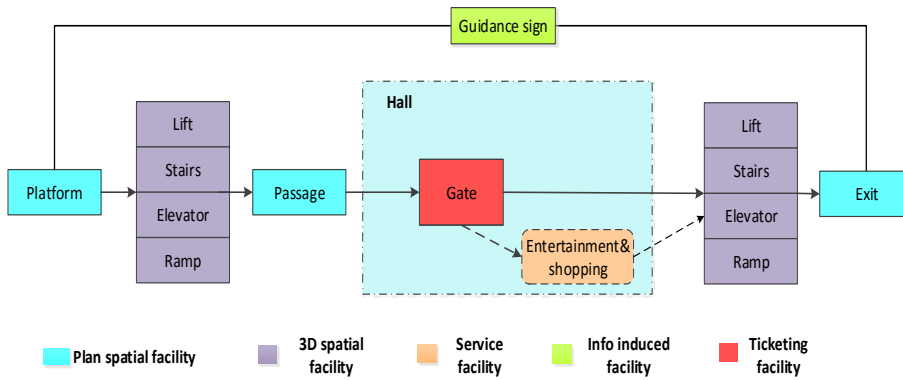 Guidance sign
Hall
Lift
Stairs
Elevator
Ramp
Platform
Passage
Gate
Entertainment&
shopping
Lift
Stairs
Elevator
Ramp
Exit
Plan spatial facility
3D spatial
facility
Service
facility
Info induced
facility
Ticketing
facility